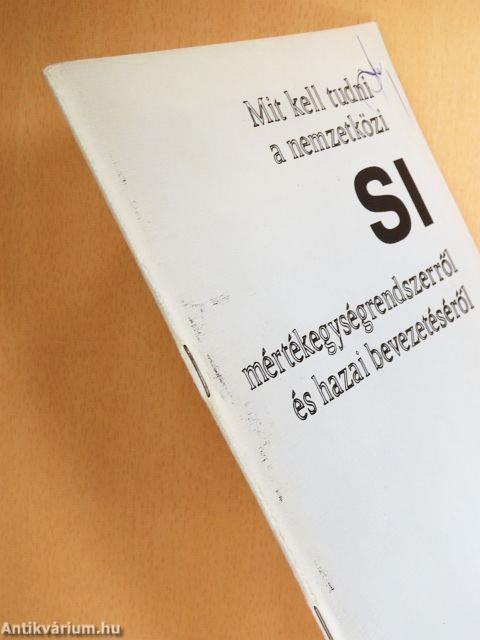 Mit kell tudni
a nemzetközi
SI
mértékegységrendszerről
és hazai bevezetéséről
Antikvárium.hu